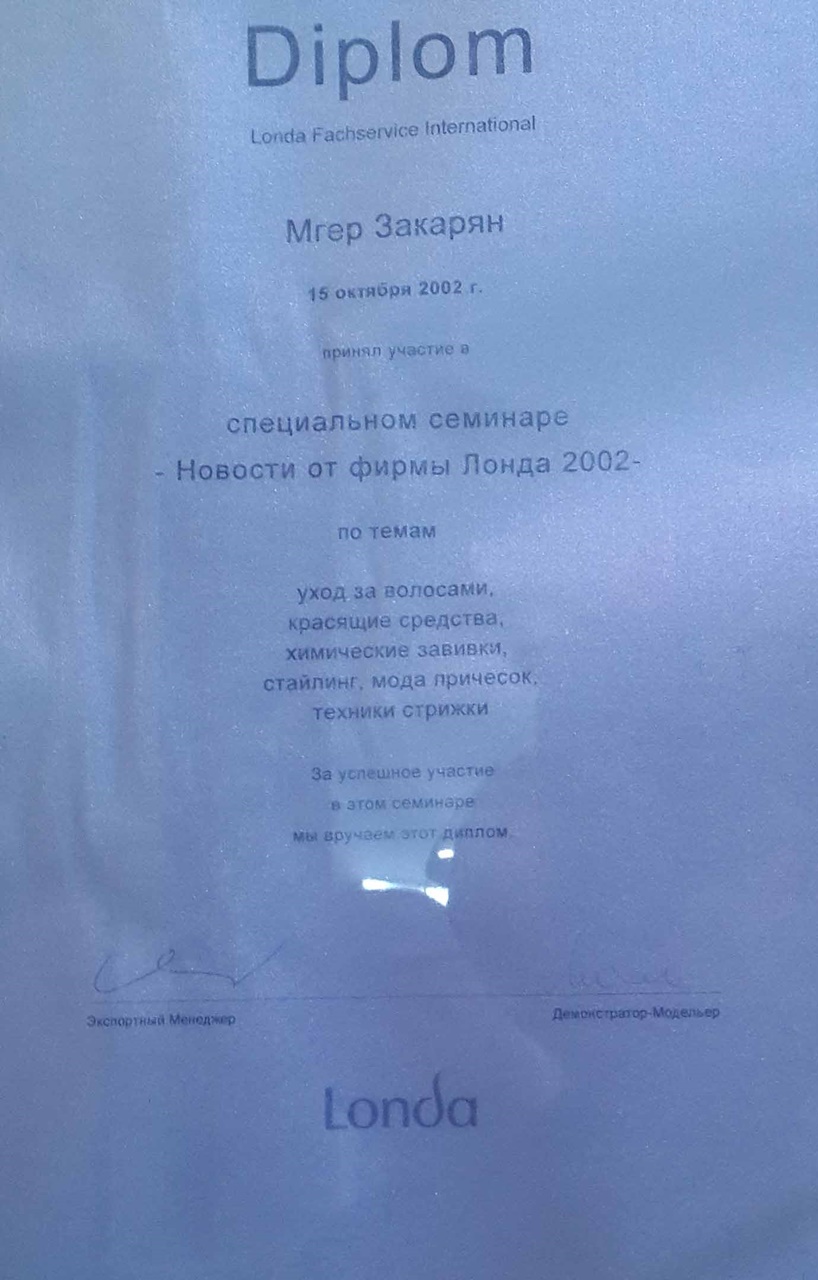 Diplom
Londa Fachservice International
Мгер Закарян
15 октября 2002 г.
принял участие в
специальном семинаре
- Новости от фирмы Лонда 2002-
по темам
уход за волосами,
красящие средства,
химические завивки,
стайлинг, мода причесок,
техники стрижки
За успешное участие
в этом семинаре
мы вручаем этот диплом.
Экспортный Менеджер
Демонстратор-Модельер
Londa